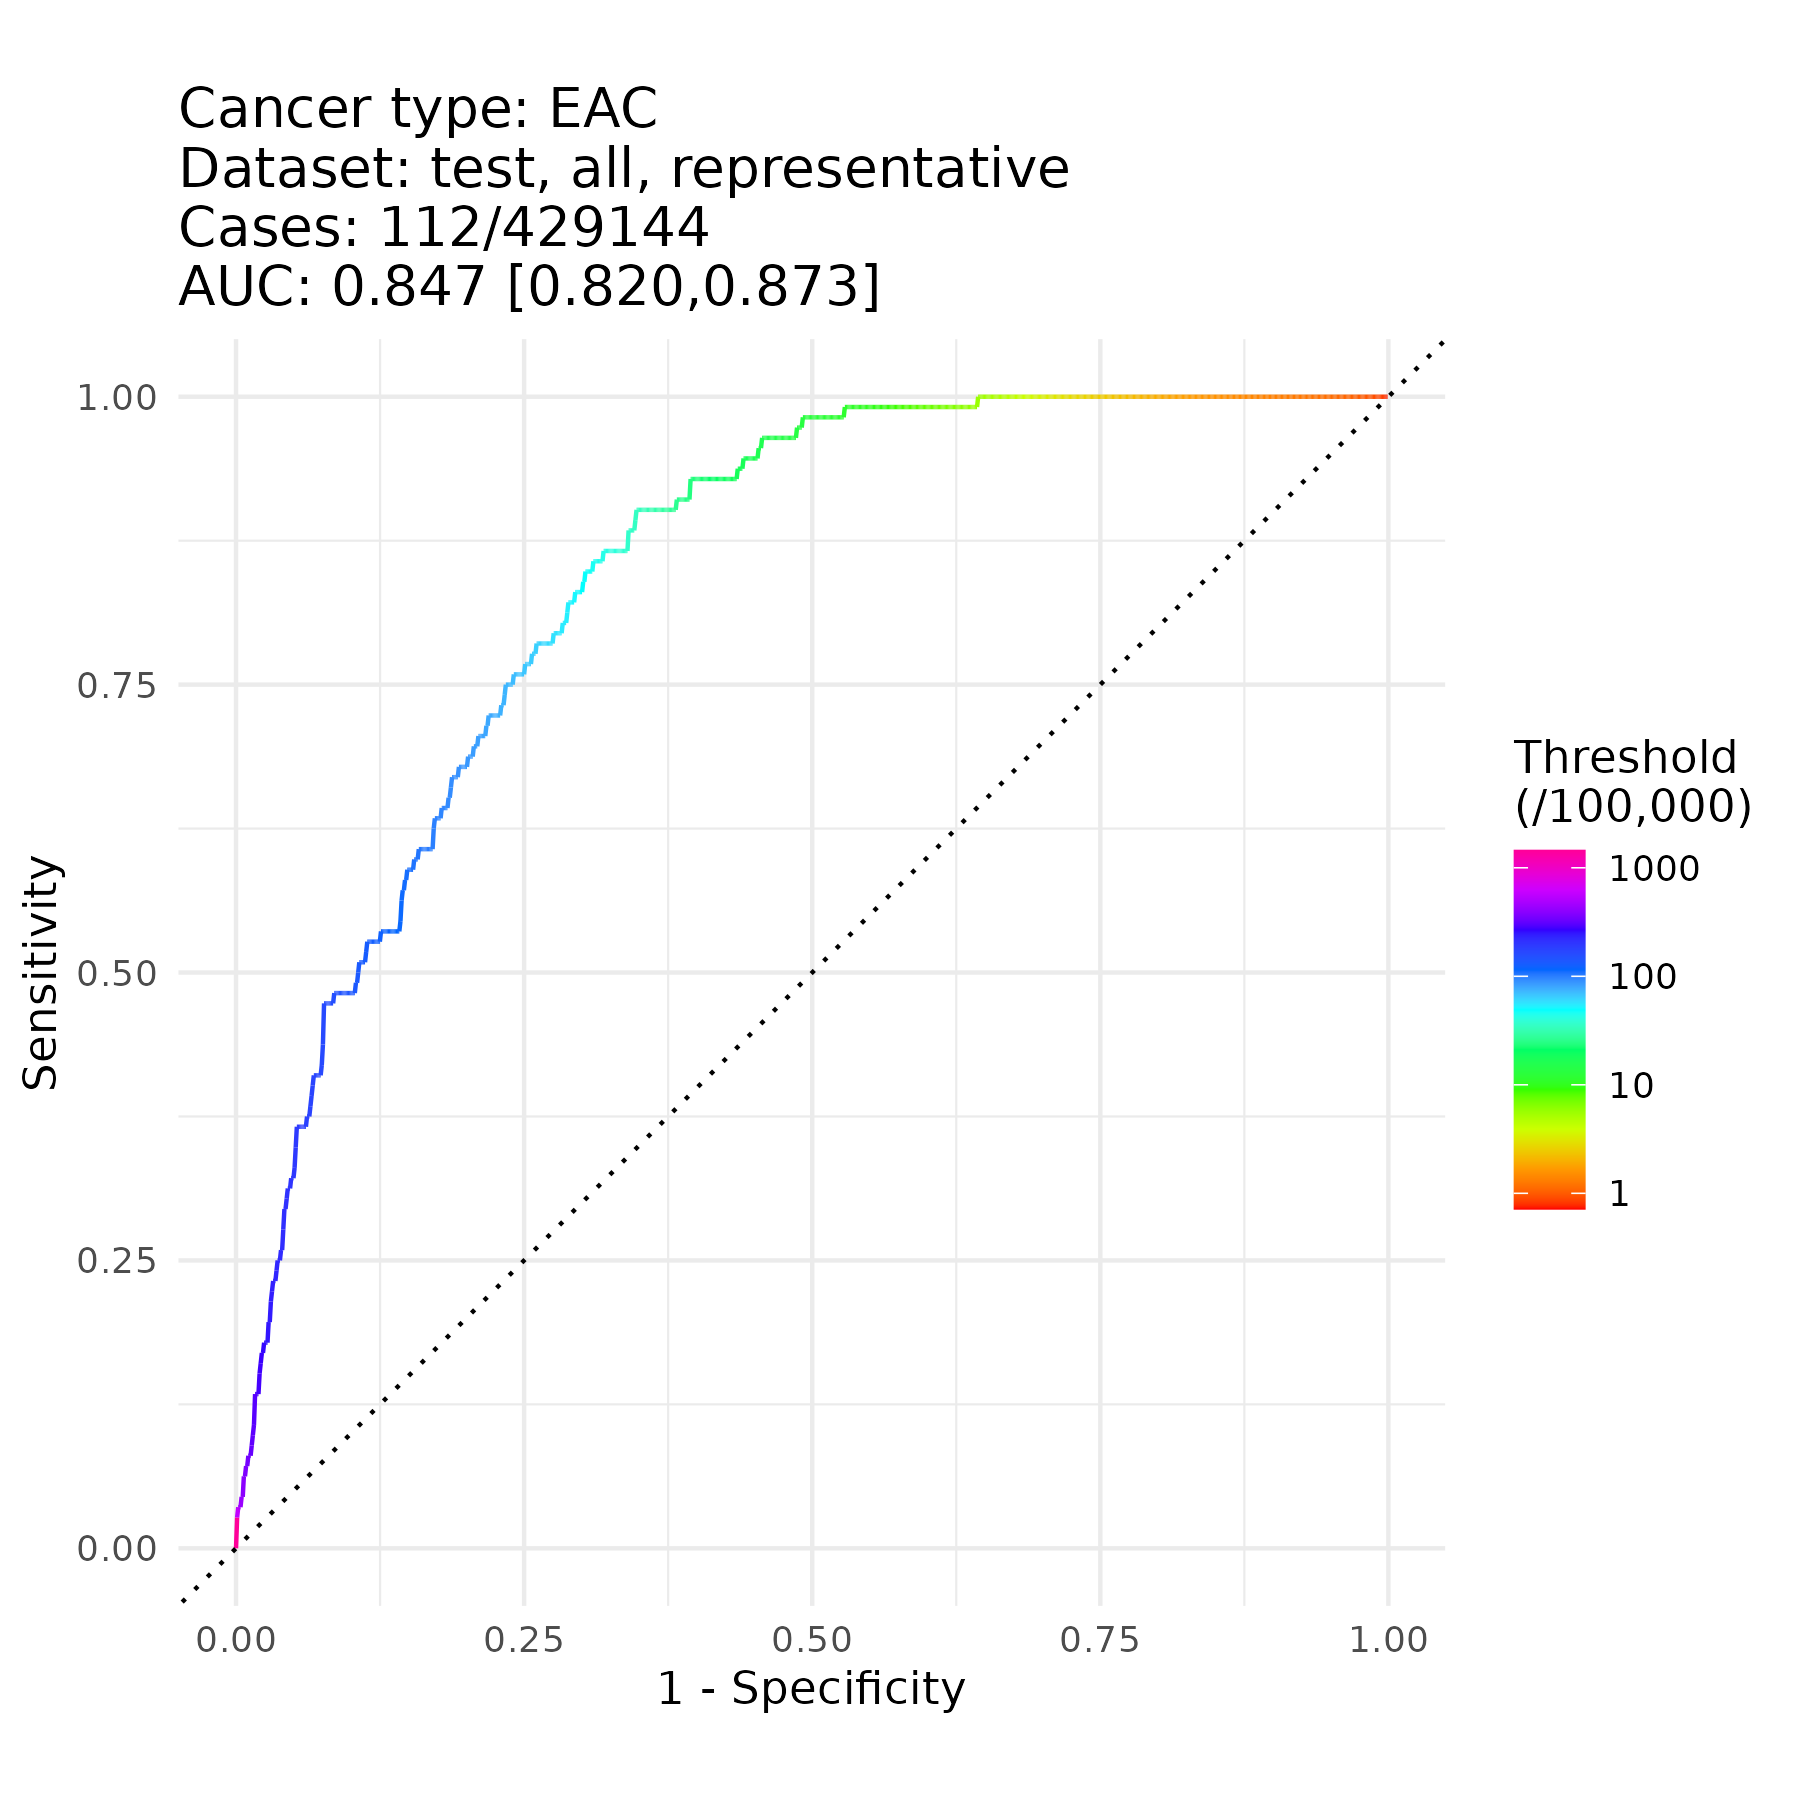 Cancer type: EAC
Dataset: test, all, representative
Cases: 112/429144
AUC: 0.847 [0.820,0.873]
Sensitivity
1.00
0.75
0.50
0.25
0.00
0.00 0.25 0.50 0.75 1.00
1 - Specificity
Threshold
(/100,000)
1000
100
10
1